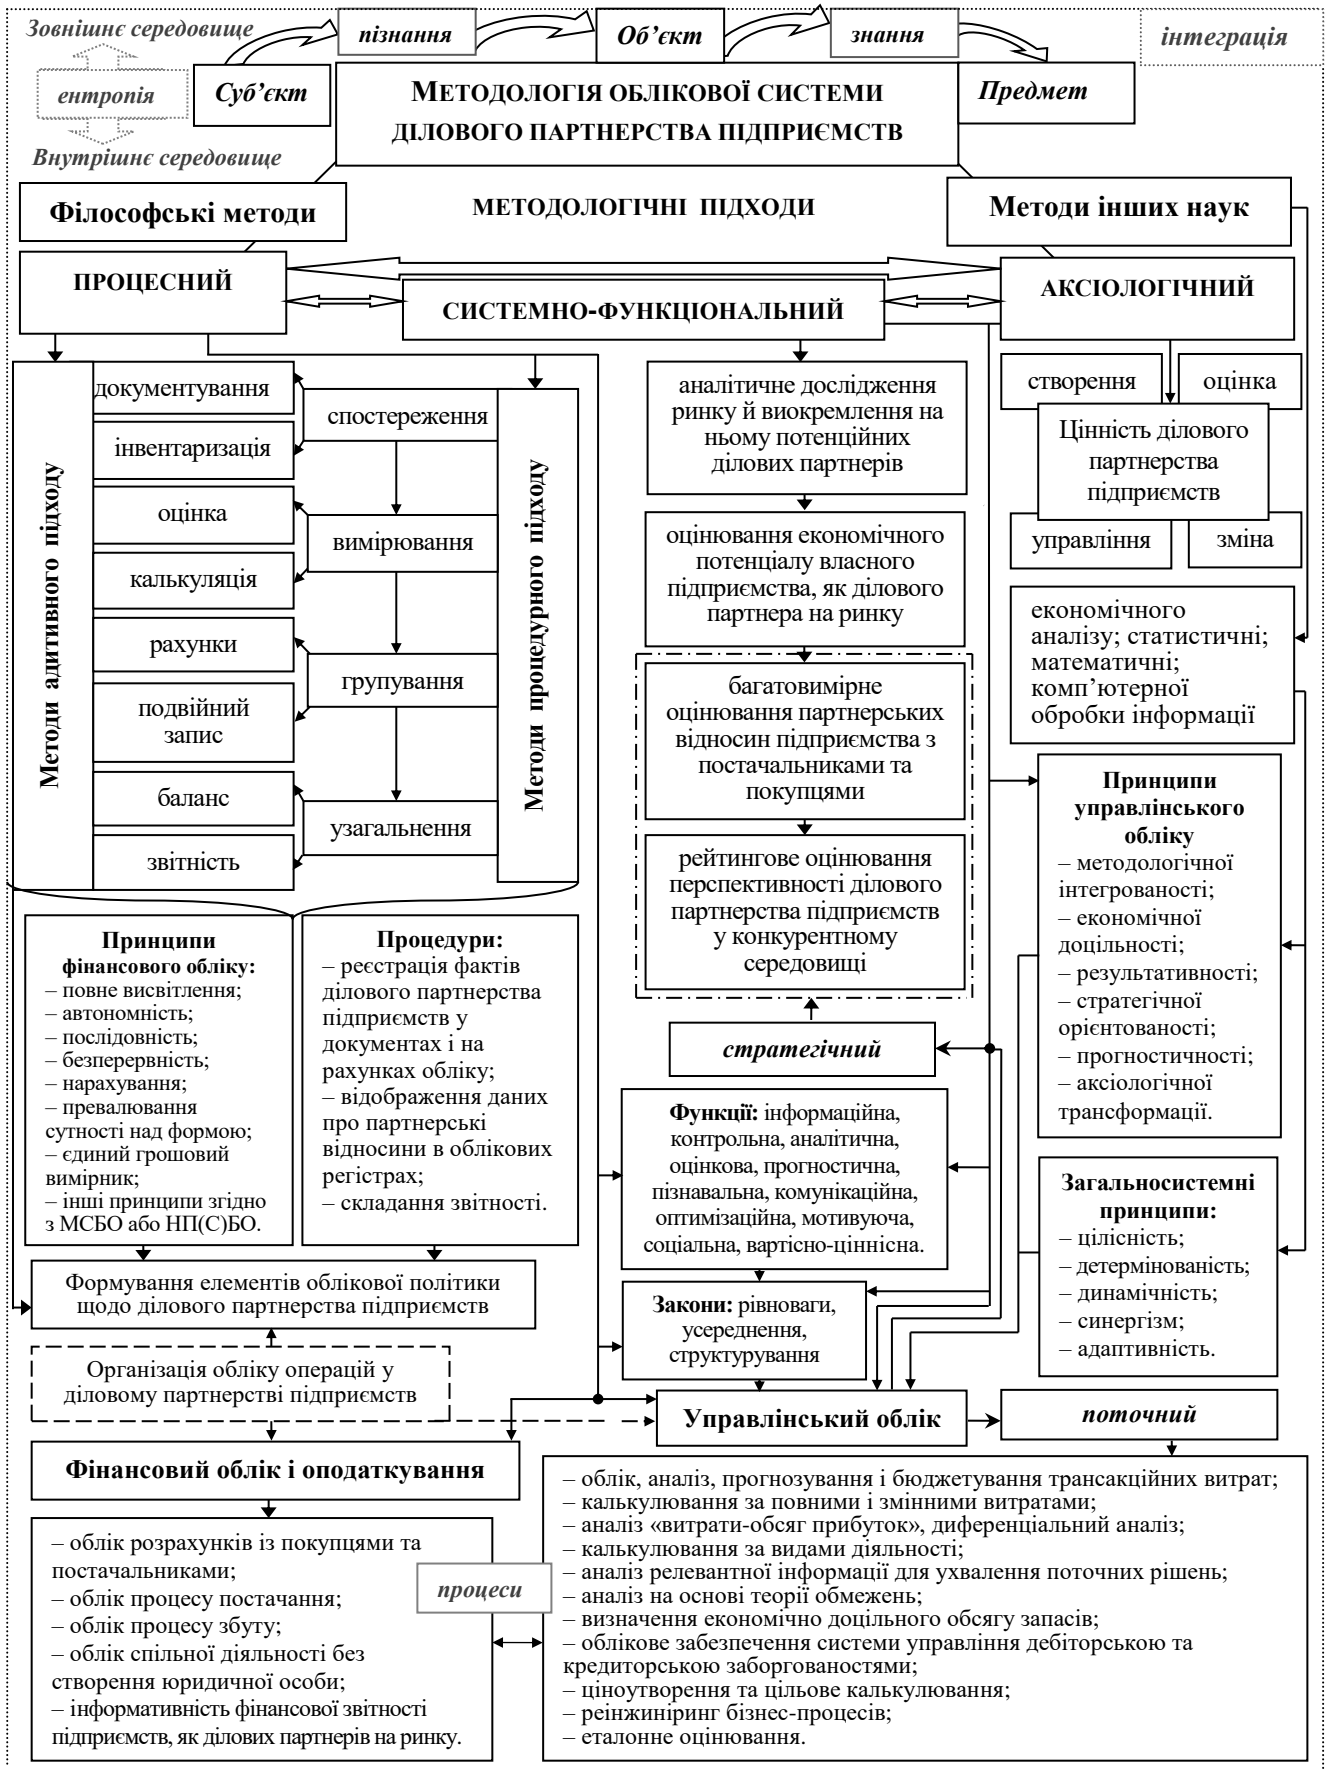 Зовнішнє середовище
ентропія
Внутрішнє середовище
Суб’єкт
пізнання
Об’єкт
знання
Предмет
інтеграція
МЕТОДОЛОГІЯ ОБЛІКОВОЇ СИСТЕМИ
ДІЛОВОГО ПАРТНЕРСТВА ПІДПРИЄМСТВ
Філософські методи
МЕТОДОЛОГІЧНІ ПІДХОДИ
Методи інших наук
ПРОЦЕСНИЙ
СИСТЕМНО-ФУНКЦІОНАЛЬНИЙ
АКСІОЛОГІЧНИЙ
Методи адитивного підходу
документування
інвентаризація
оцінка
калькуляція
рахунки
подвійний
запис
баланс
звітність
спостереження
вимірювання
групування
узагальнення
Методи процедурного підходу
аналітичне дослідження
ринку й виокремлення на
ньому потенційних
ділових партнерів
оцінювання економічного
потенціалу власного
підприємства, як ділового
партнера на ринку
багатовимірне
оцінювання партнерських
відносин підприємства з
постачальниками та
покупцями
рейтингове оцінювання
перспективності ділового
партнерства підприємств
у конкурентному
середовищі
стратегічний
створення
оцінка
Цінність ділового
партнерства
підприємств
управління
зміна
економічного
аналізу; статистичні;
математичні;
комп’ютерної
обробки інформації
Принципи
управлінського
обліку
– методологічної
інтегрованості;
– економічної
доцільності;
– результативності;
– стратегічної
орієнтованості;
– прогностичності;
– аксіологічної
трансформації.
Принципи
фінансового обліку:
– повне висвітлення;
– автономність;
– послідовність;
– безперервність;
– нарахування;
– превалювання
сутності над формою;
– єдиний грошовий
вимірник;
– інші принципи згідно
з МСБО або НП(С)БО.
Процедури:
– реєстрація фактів
ділового партнерства
підприємств у
документах і на
рахунках обліку;
– відображення даних
про партнерські
відносини в облікових
регістрах;
– складання звітності.
Функції: інформаційна,
контрольна, аналітична,
оцінкова, прогностична,
пізнавальна, комунікаційна,
оптимізаційна, мотивуюча,
соціальна, вартісно-ціннісна.
Загальносистемні
принципи:
– цілісність;
– детермінованість;
– динамічність;
– синергізм;
– адаптивність.
Формування елементів облікової політики
щодо ділового партнерства підприємств
Закони: рівноваги,
усереднення,
структурування
Організація обліку операцій у
діловому партнерстві підприємств
Управлінський облік
поточний
Фінансовий облік і оподаткування
– облік розрахунків із покупцями та
постачальниками;
– облік процесу постачання;
– облік процесу збуту;
– облік спільної діяльності без
створення юридичної особи;
– інформативність фінансової звітності
підприємств, як ділових партнерів на ринку.
процеси
– облік, аналіз, прогнозування і бюджетування трансакційних витрат;
– калькулювання за повними і змінними витратами;
– аналіз «витрати-обсяг прибуток», диференціальний аналіз;
– калькулювання за видами діяльності;
– аналіз релевантної інформації для ухвалення поточних рішень;
– аналіз на основі теорії обмежень;
– визначення економічно доцільного обсягу запасів;
– облікове забезпечення системи управління дебіторською та
кредиторською заборгованостями;
– ціноутворення та цільове калькулювання;
– реінжиніринг бізнес-процесів;
– еталонне оцінювання.